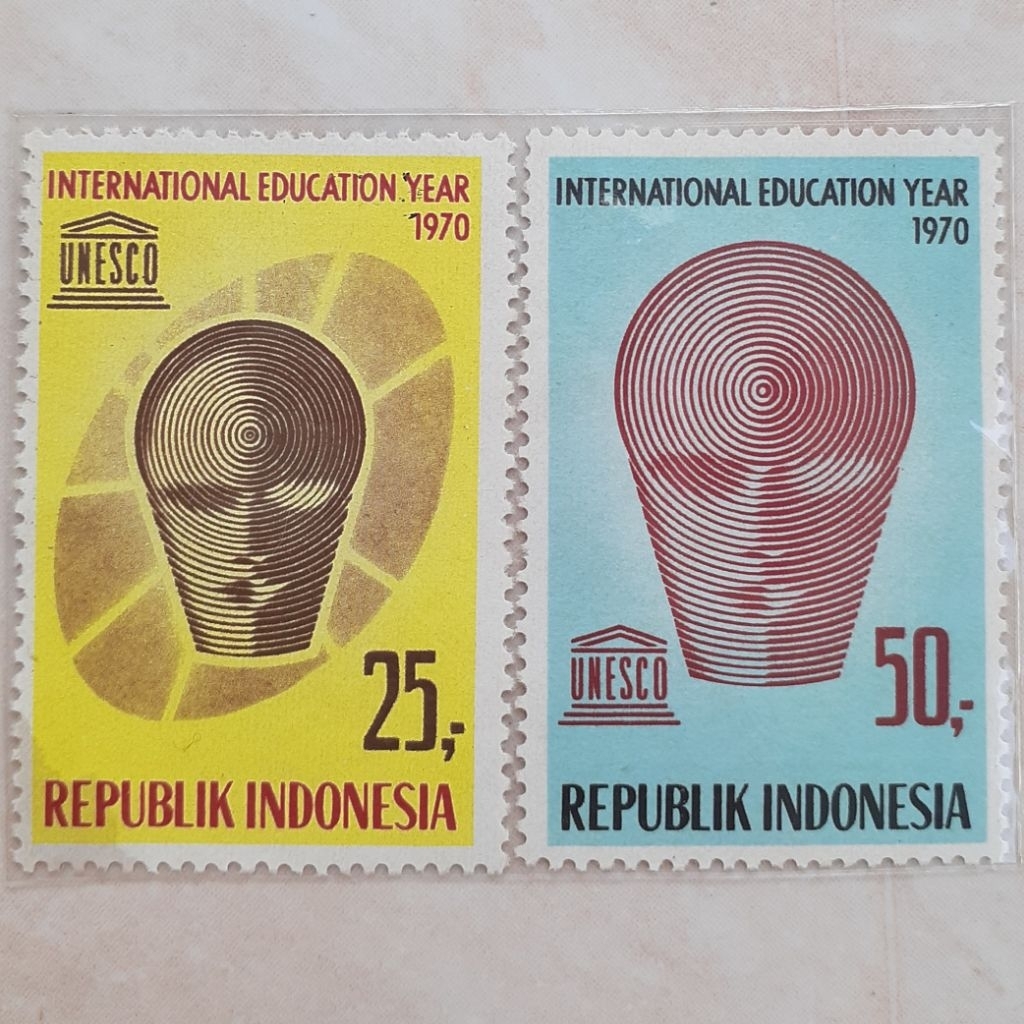 INTERNATIONAL EDUCATION YEAR
1970
UNESCO
25,-
REPUBLIK INDONESIA
INTERNATIONAL EDUCATION YEAR
1970
UNESCO
50,-
REPUBLIK INDONESIA